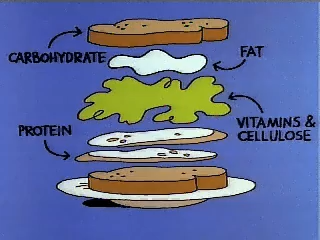 CARBOHYDRATE
FAT
PROTEIN
VITAMINS &
CELLULOSE